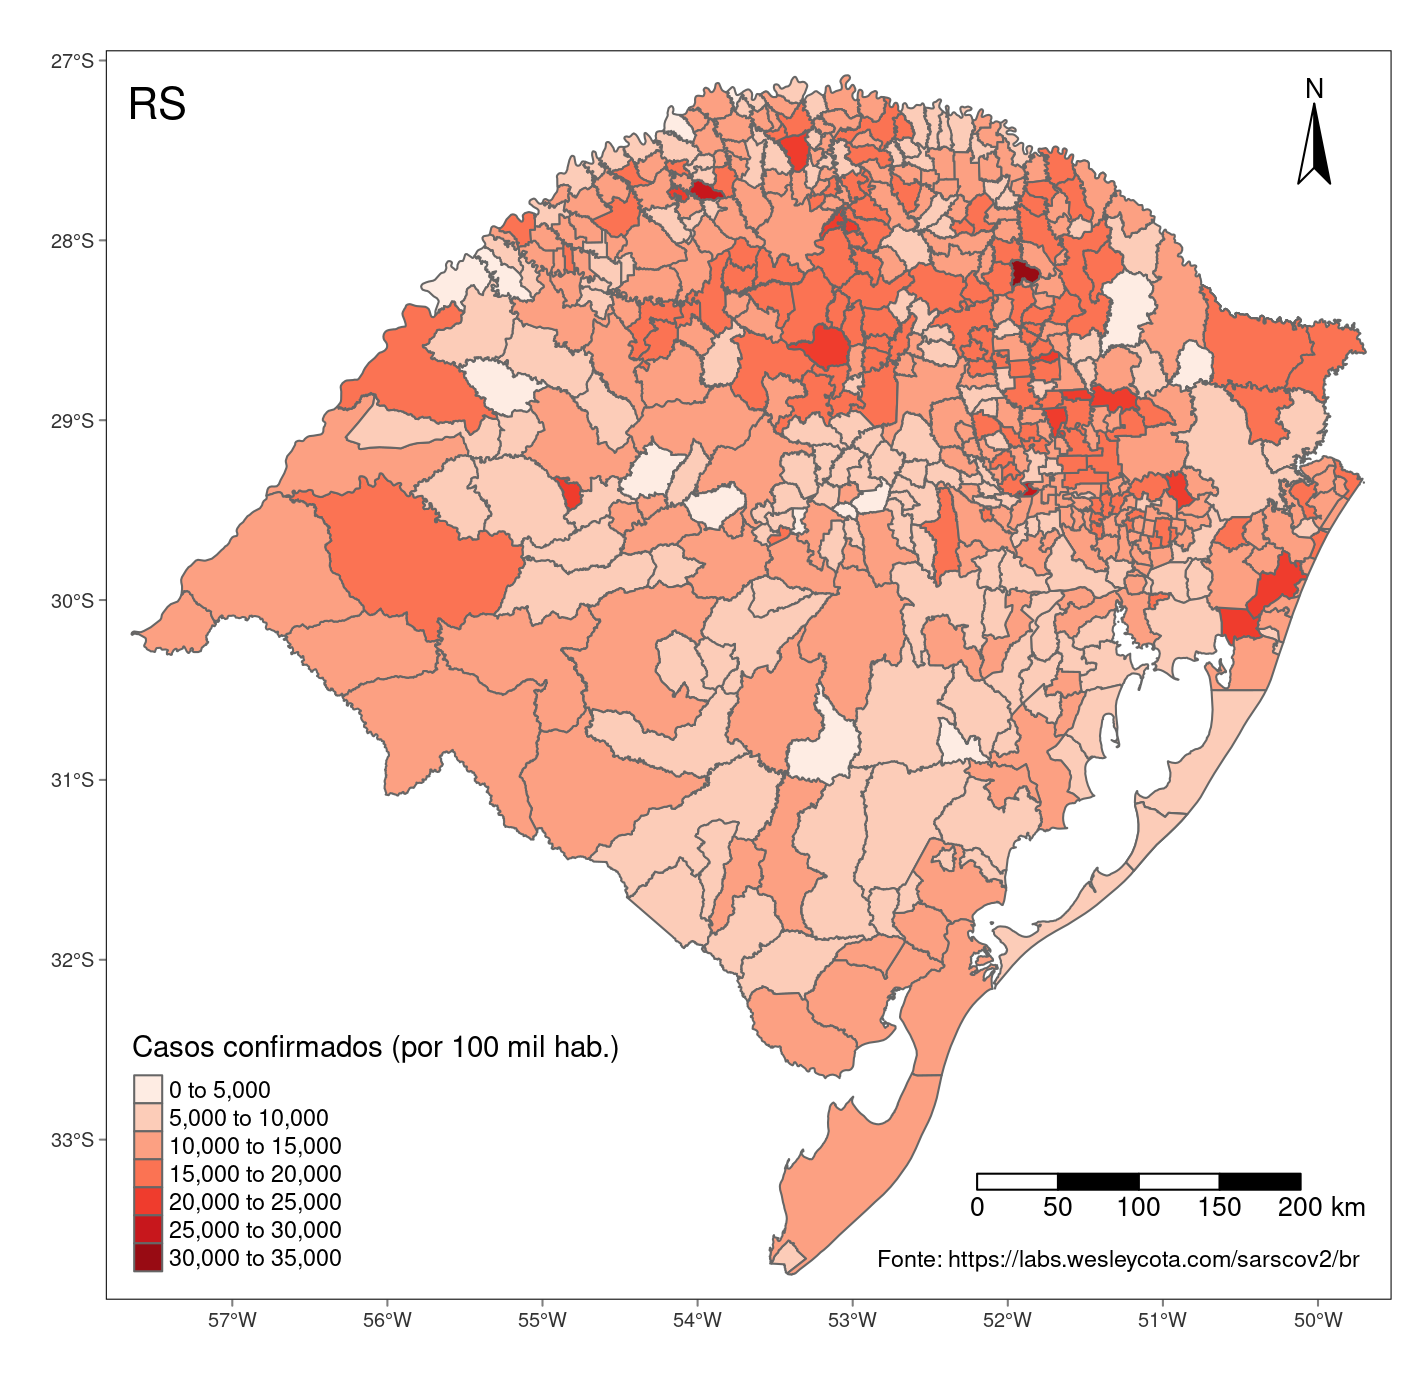 RS
N
27°S
28°S
29°S
30°S
31°S
32°S
33°S
Casos confirmados (por 100 mil hab.)
0 to 5,000
5,000 to 10,000
10,000 to 15,000
15,000 to 20,000
20,000 to 25,000
25,000 to 30,000
30,000 to 35,000
0 50 100 150 200 km
Fonte: https://labs.wesleycota.com/sarscov2/br
57°W 56°W 55°W 54°W 53°W 52°W 51°W 50°W